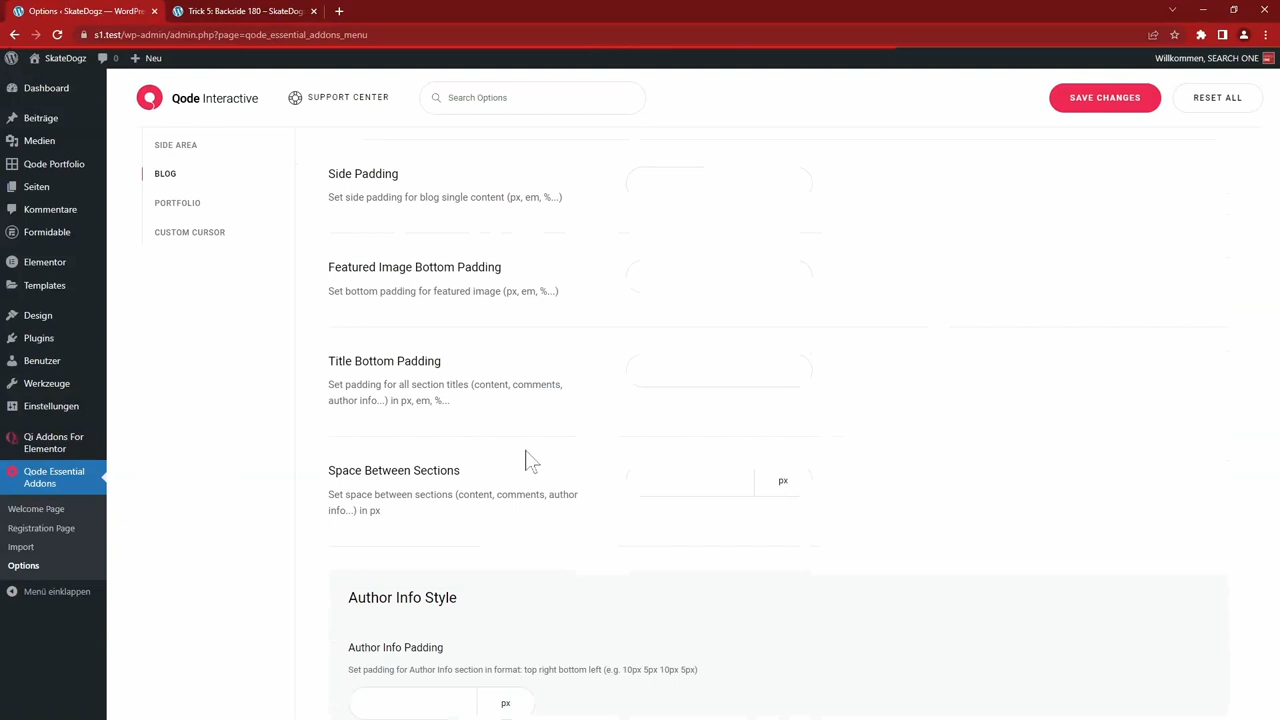 Options ‹ SkateDogz — WordPre
Trick 5: Backside 180 – SkateDog
s1.test/wp-admin/admin.php?page=qode_essential_addons_menu
SkateDogz
0
Neu
Willkommen, SEARCH ONE
Dashboard
Beiträge
Medien
Qode Portfolio
Seiten
Kommentare
Formidable
Elementor
Templates
Design
Plugins
Benutzer
Werkzeuge
Einstellungen
Qi Addons For
Elementor
Qode Essential
Addons
Welcome Page
Registration Page
Import
Options
Menü einklappen
Qode Interactive
SUPPORT CENTER
Search Options
SAVE CHANGES
RESET ALL
SIDE AREA
BLOG
PORTFOLIO
CUSTOM CURSOR
Side Padding
Set side padding for blog single content (px, em, %...)
Featured Image Bottom Padding
Set bottom padding for featured image (px, em, %...)
Title Bottom Padding
Set padding for all section titles (content, comments,
author info...) in px, em, %...
Space Between Sections
Set space between sections (content, comments, author
info...) in px
px
Author Info Style
Author Info Padding
Set padding for Author Info section in format: top right bottom left (e.g. 10px 5px 10px 5px)
px